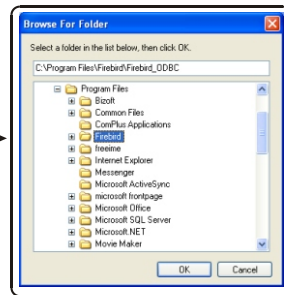 Browse For Folder
Select a folder in the list below, then click OK.
C:\Program Files\Firebird\Firebird_ODBC
Program Files
Bizoft
Common Files
ComPlus Applications
Firebird
freeime
Internet Explorer
Messenger
Microsoft ActiveSync
microsoft frontpage
Microsoft Office
Microsoft SQL Server
Microsoft.NET
Movie Maker
OK Cancel